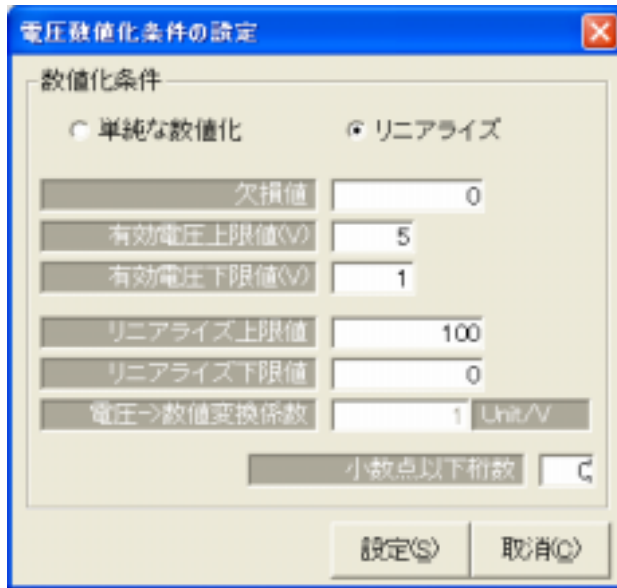 電圧数値化条件の設定
数値化条件
単純な数値化 リニアライズ
欠損値 0
有効電圧上限値(V) 5
有効電圧下限値(V) 1
リニアライズ上限値 100
リニアライズ下限値 0
電圧->数値変換係数 1 Unit/V
小数点以下桁数 0
設定(S) 取消(C)